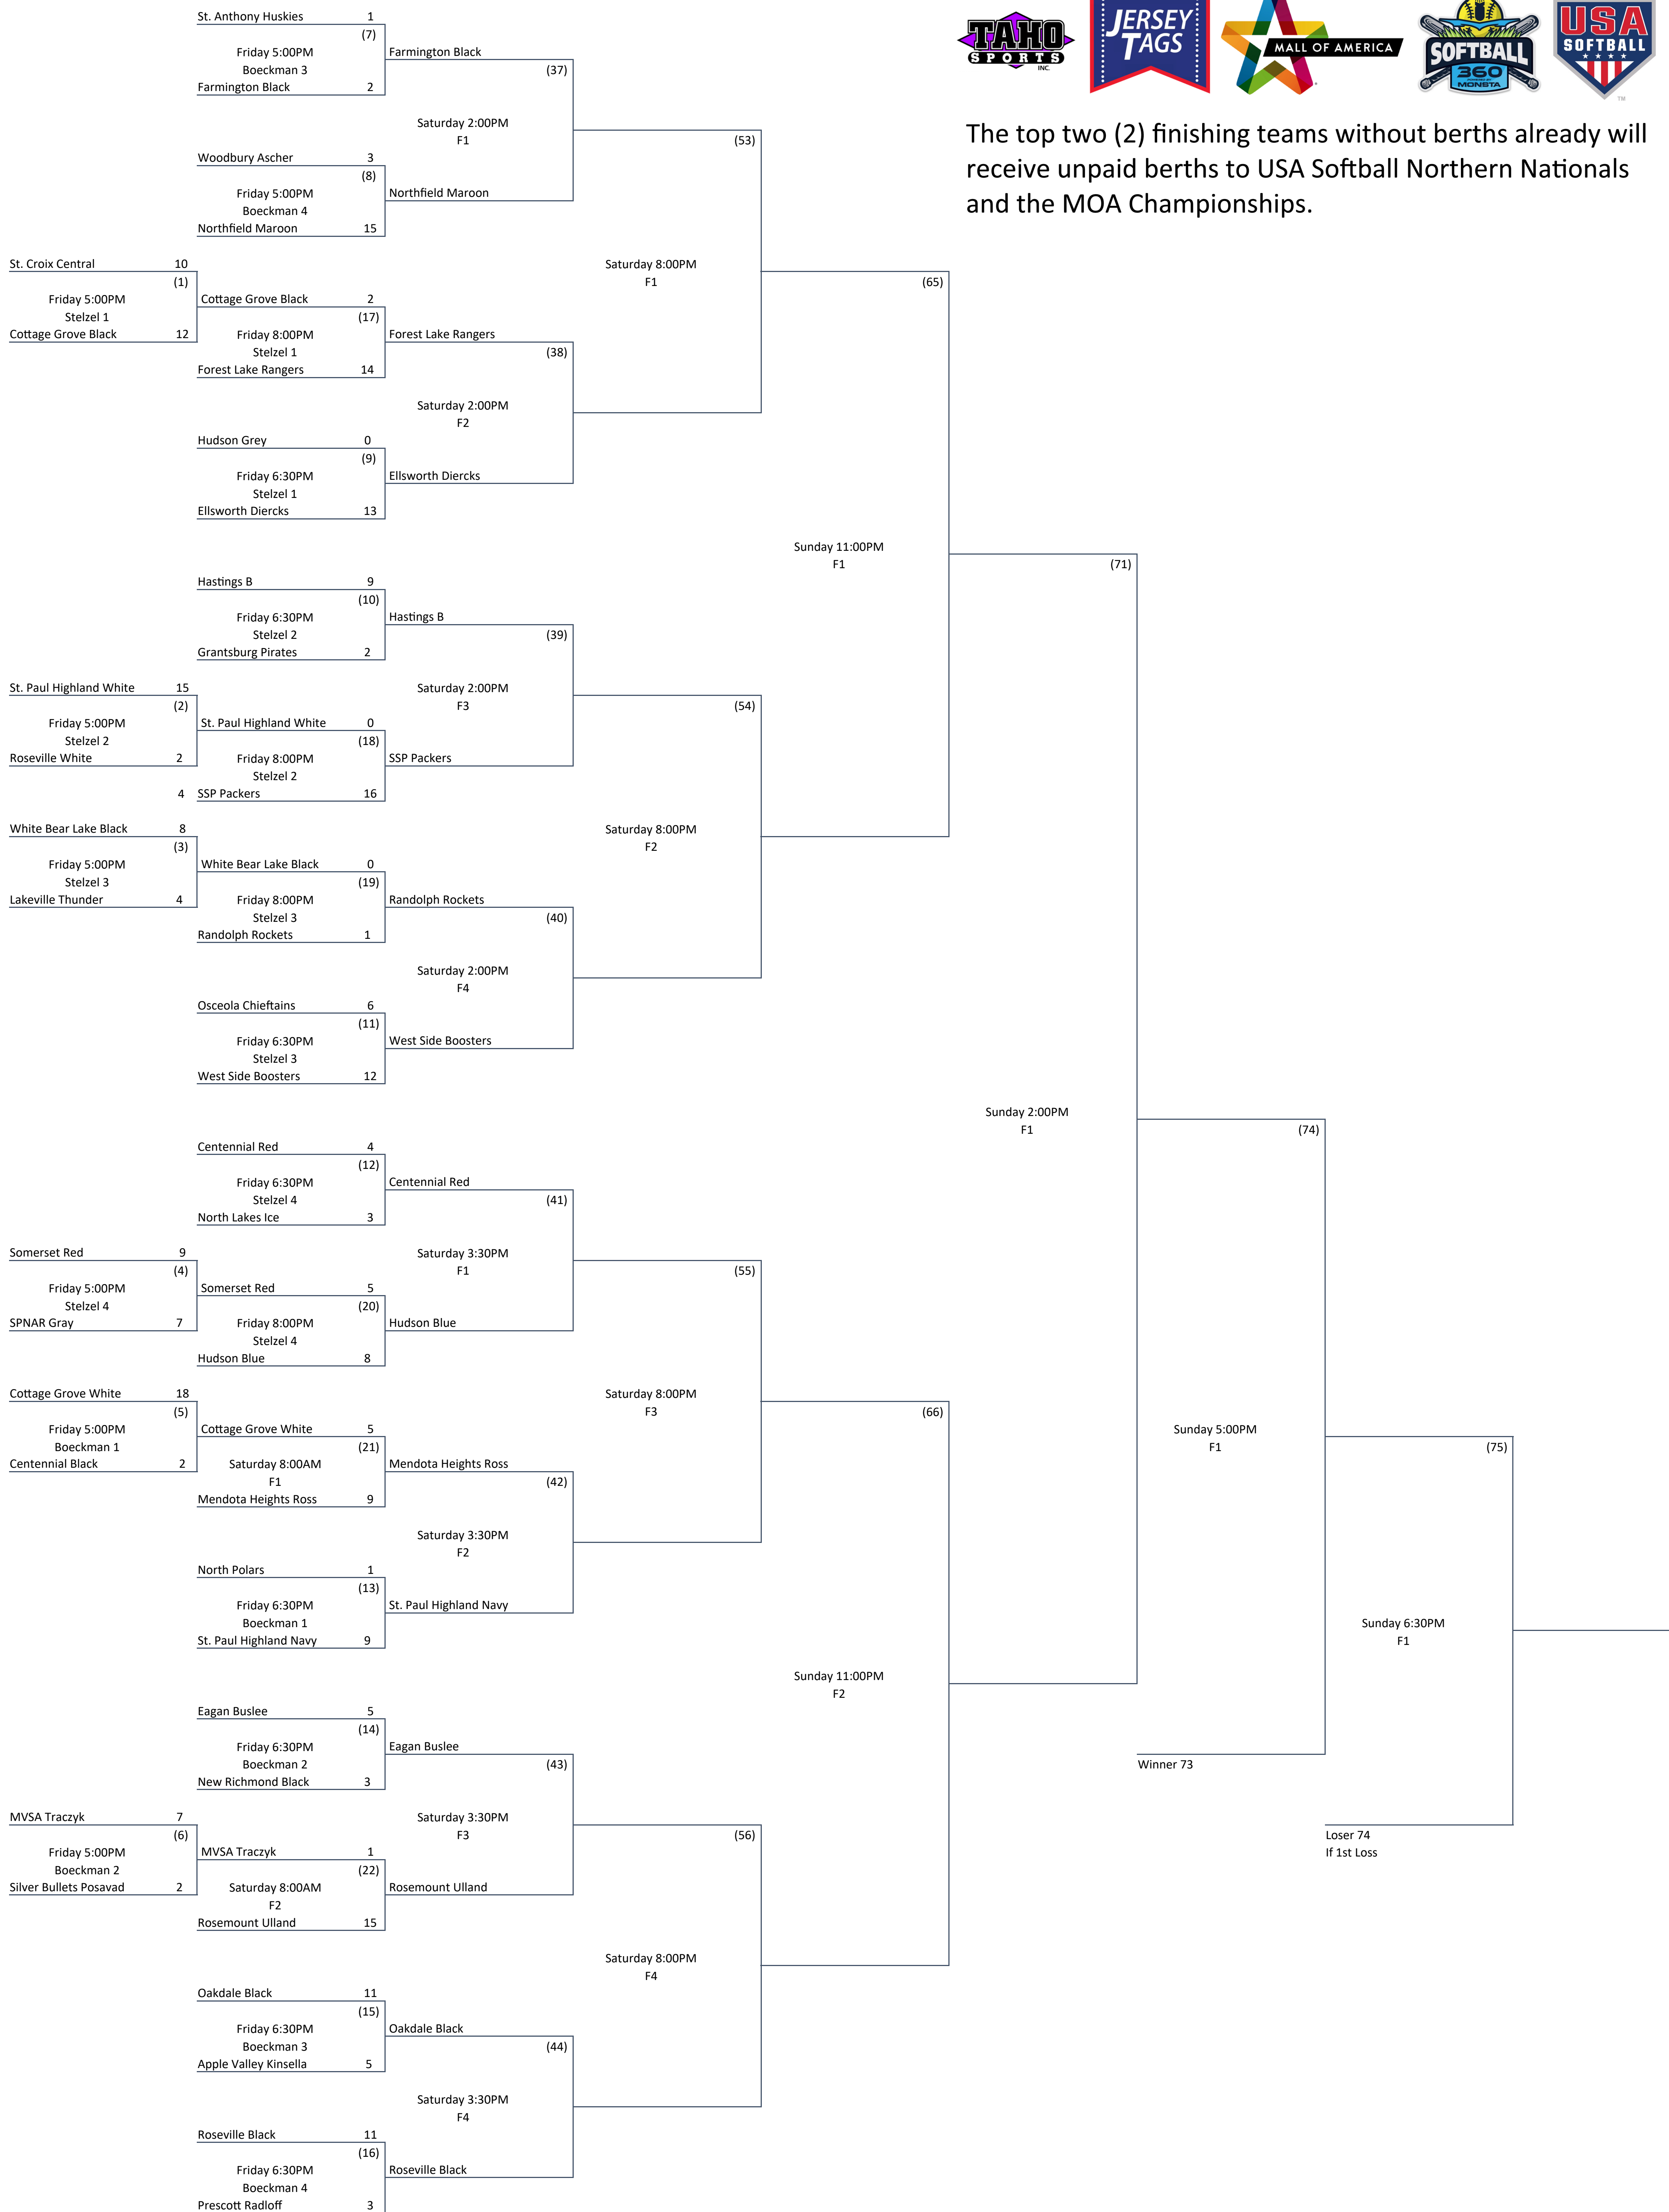 TAHO
SPORTS
INC.
JERSEY
TAGS
MALL OF AMERICA
SOFTBALL
360
POWERED BY
MONSTA
USA
SOFTBALL
TM
The top two (2) finishing teams without berths already will
receive unpaid berths to USA Softball Northern Nationals
and the MOA Championships.
St. Anthony Huskies 1
(7)
Friday 5:00PM
Boeckman 3
Farmington Black 2
Farmington Black
(37)
Saturday 2:00PM
F1
Woodbury Ascher 3
(8)
Friday 5:00PM
Boeckman 4
Northfield Maroon 15
Northfield Maroon
(53)
Saturday 8:00PM
F1
St. Croix Central 10
(1)
Friday 5:00PM
Stelzel 1
Cottage Grove Black 12
Cottage Grove Black 2
(17)
Friday 8:00PM
Stelzel 1
Forest Lake Rangers 14
Forest Lake Rangers
(38)
Saturday 2:00PM
F2
Hudson Grey 0
(9)
Friday 6:30PM
Stelzel 1
Ellsworth Diercks 13
Ellsworth Diercks
(65)
Sunday 11:00PM
F1
Hastings B 9
(10)
Friday 6:30PM
Stelzel 2
Grantsburg Pirates 2
Hastings B
(39)
Saturday 2:00PM
F3
St. Paul Highland White 15
(2)
Friday 5:00PM
Stelzel 2
Roseville White 2
St. Paul Highland White 0
(18)
Friday 8:00PM
Stelzel 2
4 SSP Packers 16
SSP Packers
(54)
Saturday 8:00PM
F2
White Bear Lake Black 8
(3)
Friday 5:00PM
Stelzel 3
Lakeville Thunder 4
White Bear Lake Black 0
(19)
Friday 8:00PM
Stelzel 3
Randolph Rockets 1
Randolph Rockets
(40)
Saturday 2:00PM
F4
Osceola Chieftains 6
(11)
Friday 6:30PM
Stelzel 3
West Side Boosters 12
West Side Boosters
(71)
Sunday 2:00PM
F1
Centennial Red 4
(12)
Friday 6:30PM
Stelzel 4
North Lakes Ice 3
Centennial Red
(41)
Saturday 3:30PM
F1
Somerset Red 9
(4)
Friday 5:00PM
Stelzel 4
SPNAR Gray 7
Somerset Red 5
(20)
Friday 8:00PM
Stelzel 4
Hudson Blue 8
Hudson Blue
(55)
Saturday 8:00PM
F3
Cottage Grove White 18
(5)
Friday 5:00PM
Boeckman 1
Centennial Black 2
Cottage Grove White 5
(21)
Saturday 8:00AM
F1
Mendota Heights Ross 9
Mendota Heights Ross
(42)
Saturday 3:30PM
F2
North Polars 1
(13)
Friday 6:30PM
Boeckman 1
St. Paul Highland Navy 9
St. Paul Highland Navy
(66)
Sunday 11:00PM
F2
Eagan Buslee 5
(14)
Friday 6:30PM
Boeckman 2
New Richmond Black 3
Eagan Buslee
(43)
Saturday 3:30PM
F3
MVSA Traczyk 7
(6)
Friday 5:00PM
Boeckman 2
Silver Bullets Posavad 2
MVSA Traczyk 1
(22)
Saturday 8:00AM
F2
Rosemount Ulland 15
Rosemount Ulland
(56)
Saturday 8:00PM
F4
Oakdale Black 11
(15)
Friday 6:30PM
Boeckman 3
Apple Valley Kinsella 5
Oakdale Black
(44)
Saturday 3:30PM
F4
Roseville Black 11
(16)
Friday 6:30PM
Boeckman 4
Prescott Radloff 3
Roseville Black
(74)
Sunday 5:00PM
F1
Winner 73
(75)
Sunday 6:30PM
F1
Loser 74
If 1st Loss